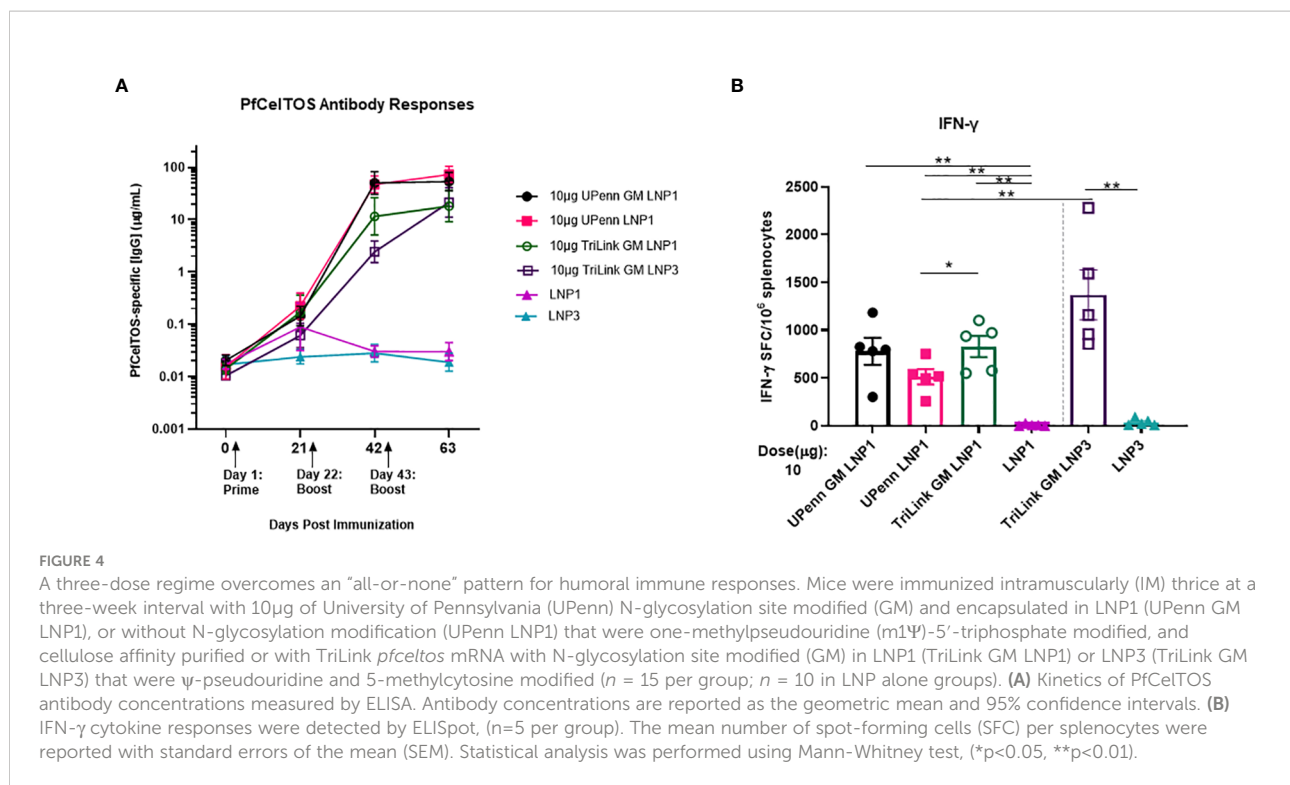 A
PfCelTOS Antibody Responses
PfCelTOS-specific [IgG] (μg/mL)
100
10
1
0.1
0.01
0.001
0
21
42
63
Day 1:
Prime
Day 22:
Boost
Day 43:
Boost
Days Post Immunization
10μg UPenn GM LNP1
10μg UPenn LNP1
10μg TriLink GM LNP1
10μg TriLink GM LNP3
LNP1
LNP3
B
IFN-γ
**
**
**
**
**
*
IFN-γ SFC/10⁶ splenocytes
2500
2000
1500
1000
500
0
Dose(μg):
10
UPenn GM LNP1
UPenn LNP1
TriLink GM LNP1
LNP1
TriLink GM LNP3
LNP3
FIGURE 4
A three-dose regime overcomes an "all-or-none" pattern for humoral immune responses. Mice were immunized intramuscularly (IM) thrice at a
three-week interval with 10μg of University of Pennsylvania (UPenn) N-glycosylation site modified (GM) and encapsulated in LNP1 (UPenn GM
LNP1), or without N-glycosylation modification (UPenn LNP1) that were one-methylpseudouridine (m1Ψ)-5′-triphosphate modified, and
cellulose affinity purified or with TriLink pfceltos mRNA with N-glycosylation site modified (GM) in LNP1 (TriLink GM LNP1) or LNP3 (TriLink GM
LNP3) that were ψ-pseudouridine and 5-methylcytosine modified (n = 15 per group; n = 10 in LNP alone groups). (A) Kinetics of PfCelTOS
antibody concentrations measured by ELISA. Antibody concentrations are reported as the geometric mean and 95% confidence intervals. (B)
IFN-γ cytokine responses were detected by ELISpot, (n=5 per group). The mean number of spot-forming cells (SFC) per splenocytes were
reported with standard errors of the mean (SEM). Statistical analysis was performed using Mann-Whitney test, (*p<0.05, **p<0.01).